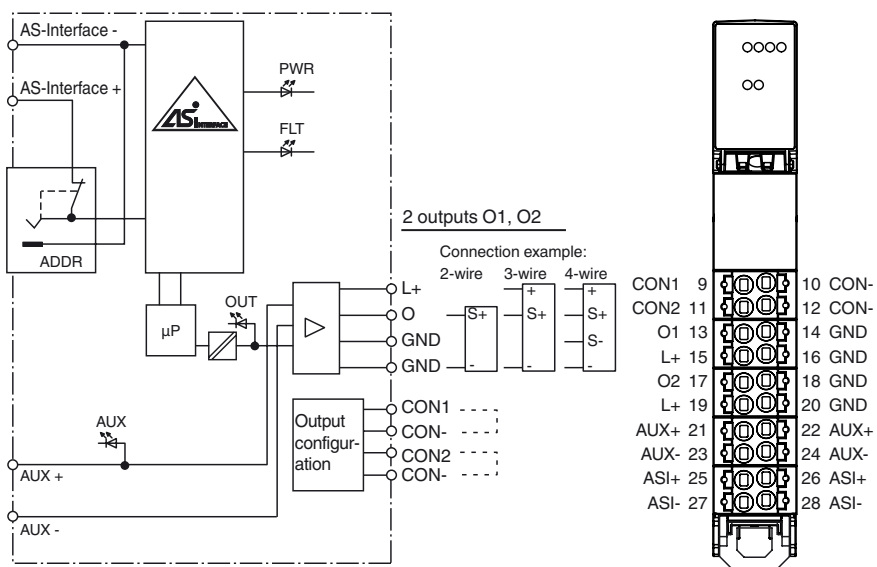 AS-Interface -
AS-Interface +
ASi INTERFACE
PWR
FLT
ADDR
µP
OUT
AUX
AUX +
AUX -
2 outputs O1, O2
Connection example:
2-wire 3-wire 4-wire
L+
O
GND
GND
S+
-
+
S+
-
+
S+
S-
-
Output
configur-
ation
CON1
CON-
CON2
CON-
CON1 9 10 CON-
CON2 11 12 CON-
O1 13 14 GND
L+ 15 16 GND
O2 17 18 GND
L+ 19 20 GND
AUX+ 21 22 AUX+
AUX- 23 24 AUX-
ASI+ 25 26 ASI+
ASI- 27 28 ASI-